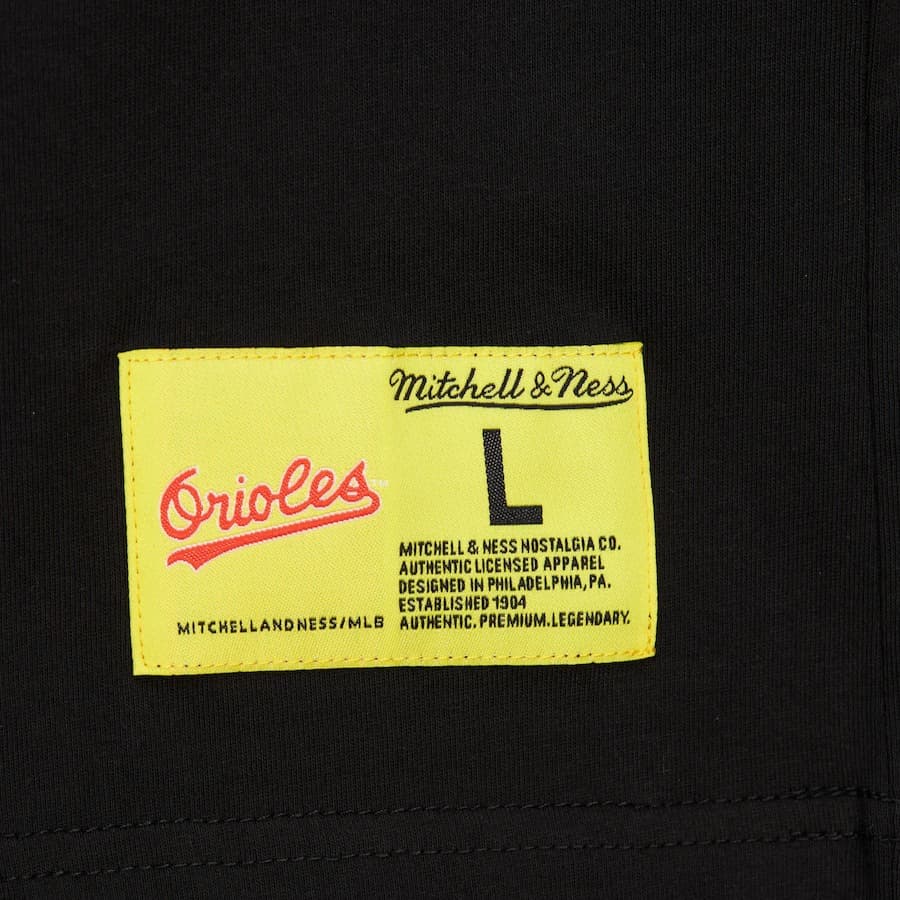 Mitchell & Ness
L
Orioles™
MITCHELL & NESS NOSTALGIA CO.
AUTHENTIC LICENSED APPAREL
DESIGNED IN PHILADELPHIA, PA.
ESTABLISHED 1904
AUTHENTIC. PREMIUM. LEGENDARY.
MITCHELLANDNESS/MLB